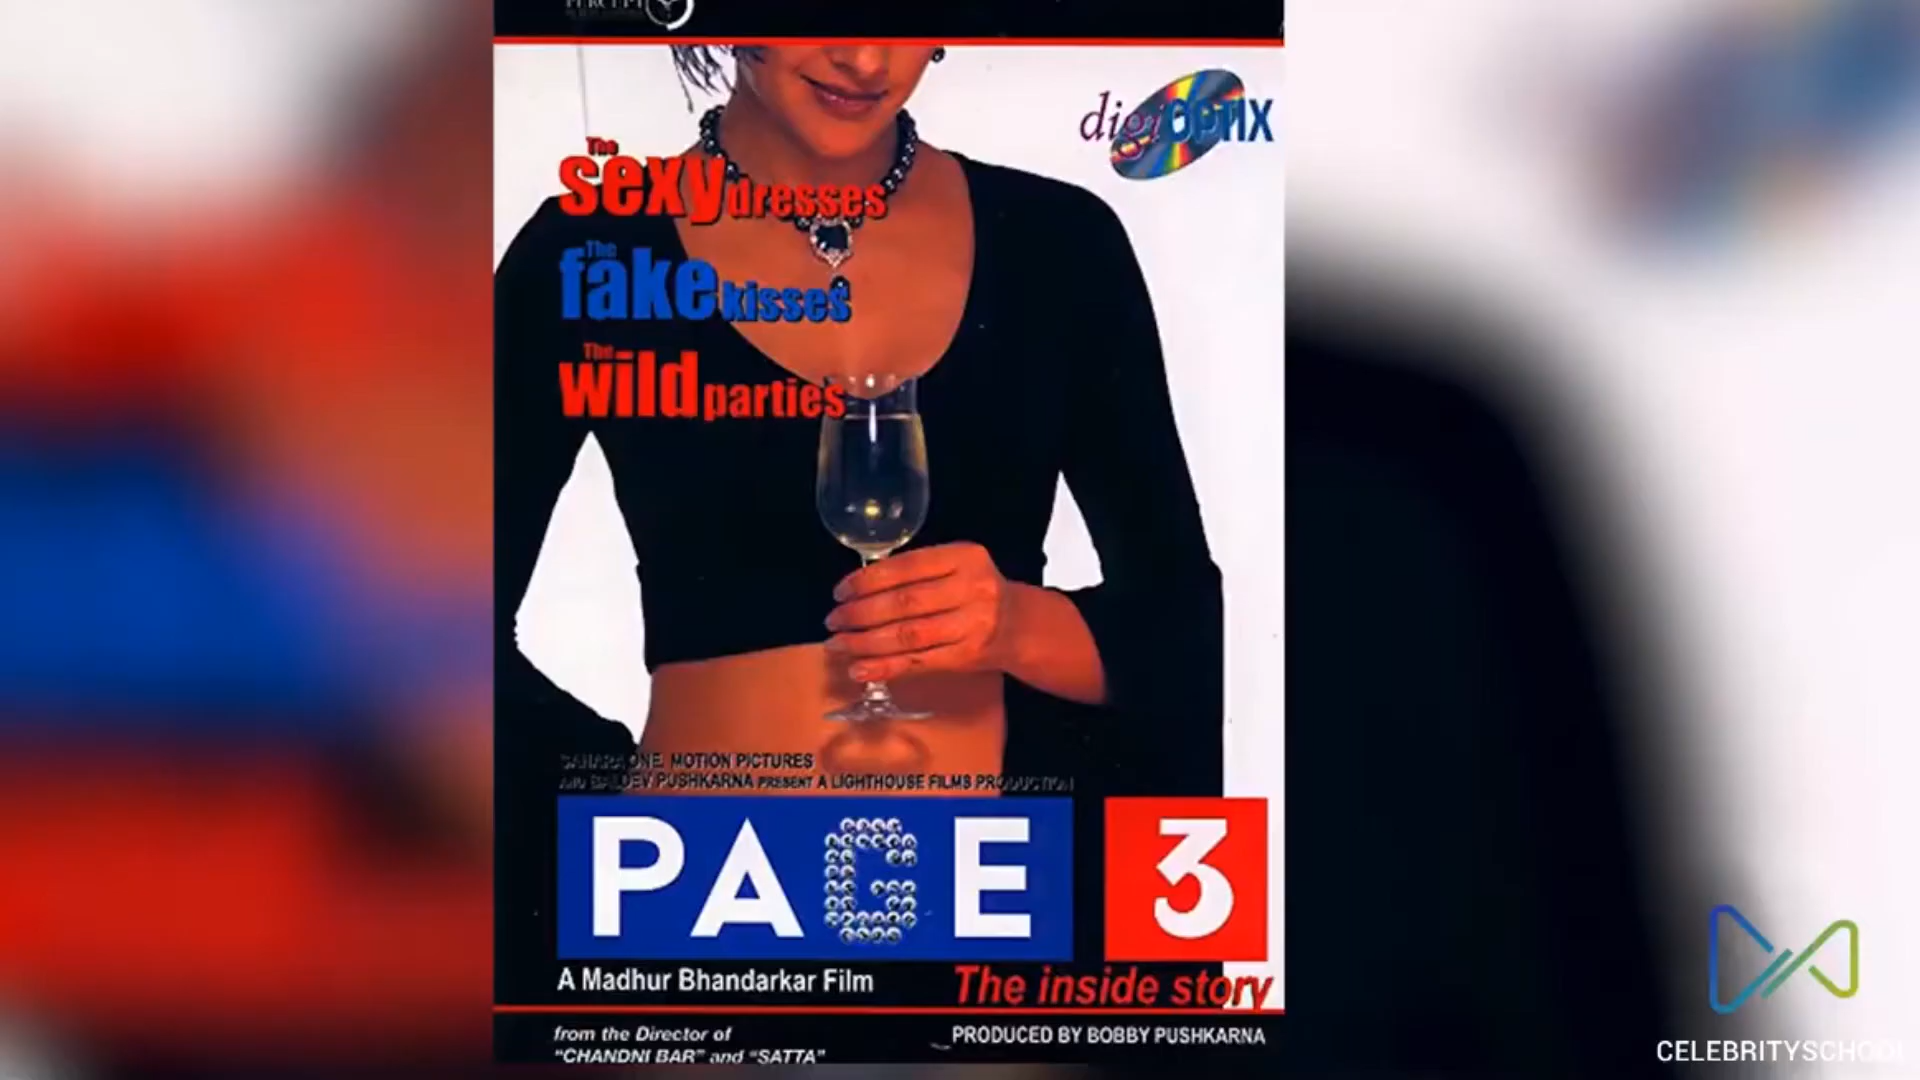 PERCEPT
digiOPTIX
The
sexy dresses
The
fake kisses
The
wild parties
SAHARA ONE MOTION PICTURES
AND BALDEV PUSHKARNA PRESENT A LIGHTHOUSE FILMS PRODUCTION
PAGE 3
A Madhur Bhandarkar Film
The inside story
from the Director of
"CHANDNI BAR" and "SATTA"
PRODUCED BY BOBBY PUSHKARNA
CELEBRITYSCHOOL